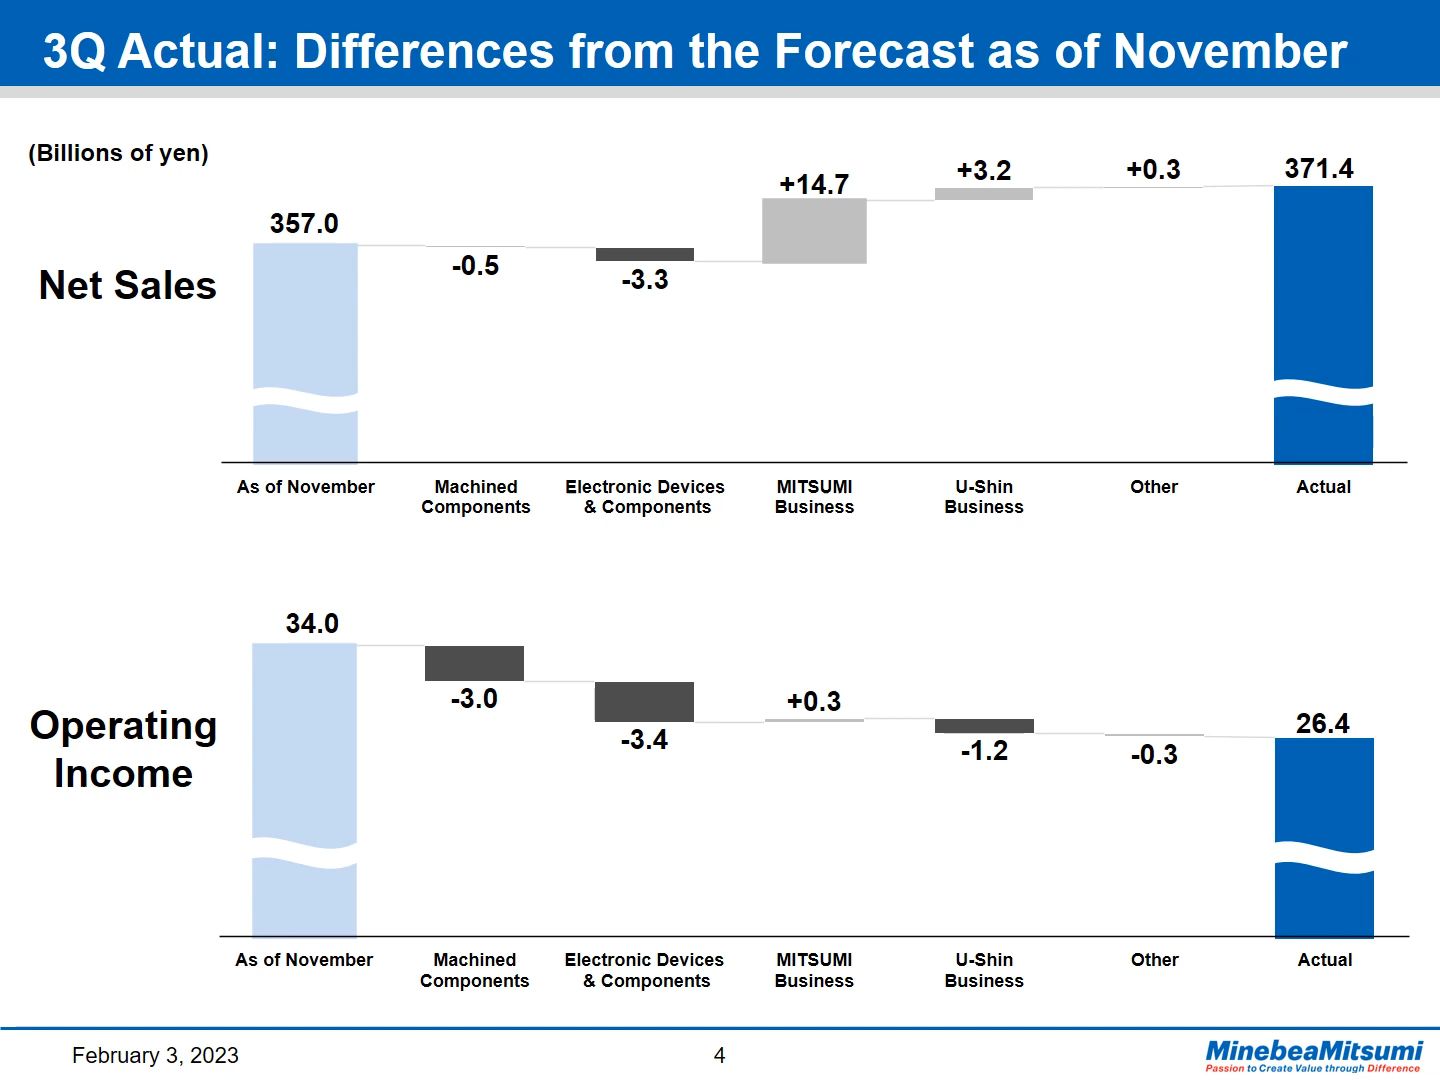 3Q Actual: Differences from the Forecast as of November
(Billions of yen)
Net Sales
357.0
-0.5
-3.3
+14.7
+3.2
+0.3
371.4
As of November
Machined
Components
Electronic Devices
& Components
MITSUMI
Business
U-Shin
Business
Other
Actual
Operating
Income
34.0
-3.0
-3.4
+0.3
-1.2
-0.3
26.4
As of November
Machined
Components
Electronic Devices
& Components
MITSUMI
Business
U-Shin
Business
Other
Actual
February 3, 2023
4
MinebeaMitsumi
Passion to Create Value through Difference